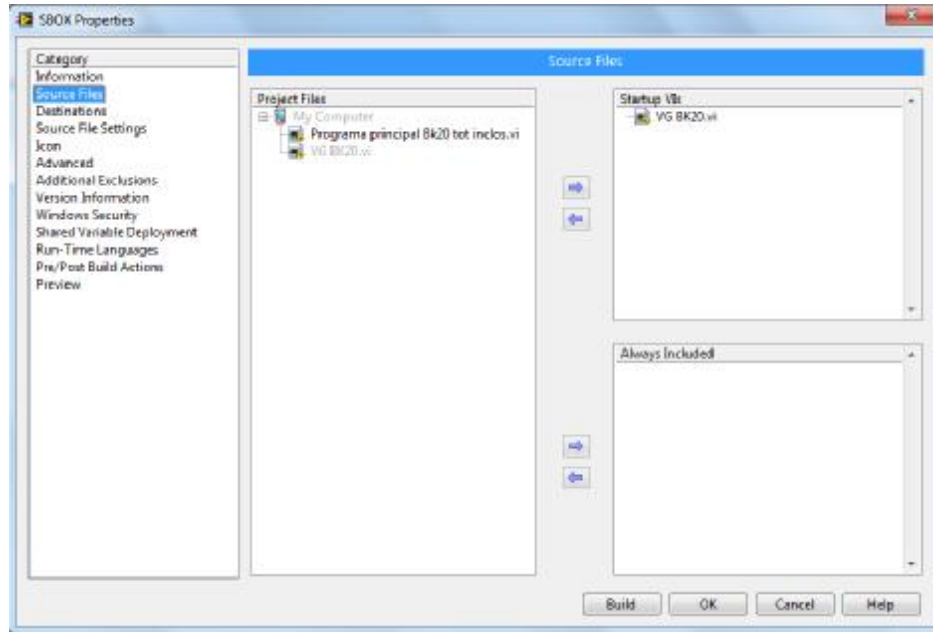 SBOX Properties
Category
Information
Source Files
Destinations
Source File Settings
Icon
Advanced
Additional Exclusions
Version Information
Windows Security
Shared Variable Deployment
Run-Time Languages
Pre/Post Build Actions
Preview
Source Files
Project Files
My Computer
Programa principal 8k20 tot inclos.vi
VG 8K20.vi
Startup VIs
VG 8K20.vi
Always Included
Build
OK
Cancel
Help